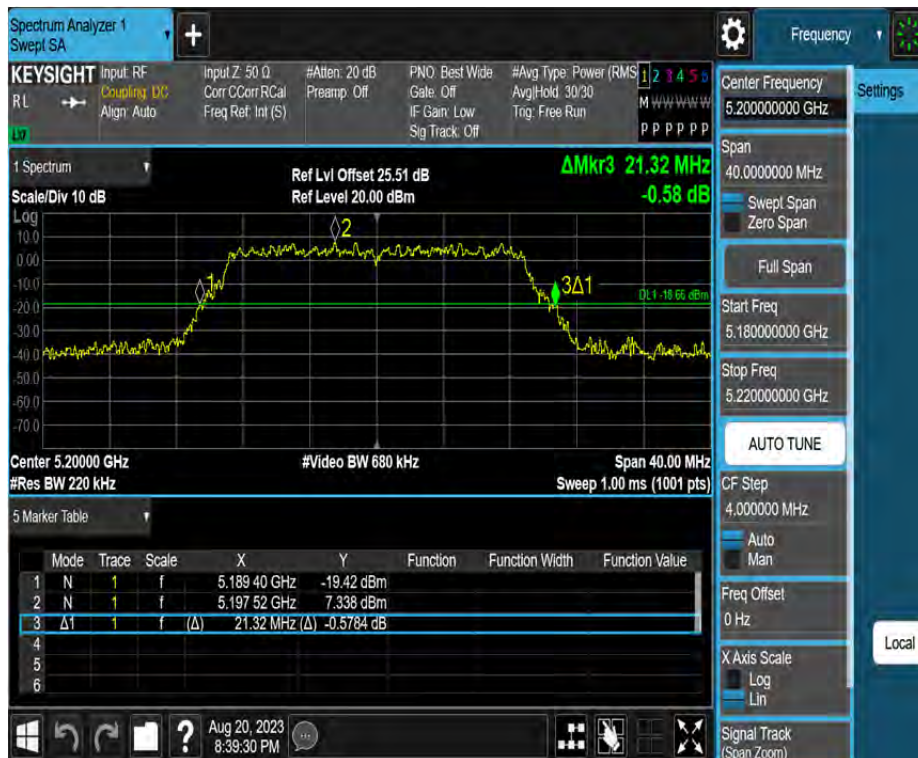 Spectrum Analyzer 1
Swept SA
+
Frequency
KEYSIGHT
RL
LXI
Input: RF
Coupling: DC
Align: Auto
Input Z: 50 Ω
Corr CCorr RCal
Freq Ref: Int (S)
#Atten: 20 dB
Preamp: Off
PNO: Best Wide
Gate: Off
IF Gain: Low
Sig Track: Off
#Avg Type: Power (RMS
Avg|Hold: 30/30
Trig: Free Run
1 2 3 4 5 6
M W W W W W
P P P P P P
1 Spectrum
Scale/Div 10 dB
Ref Lvl Offset 25.51 dB
Ref Level 20.00 dBm
ΔMkr3 21.32 MHz
-0.58 dB
Log
10.0
0.00
-10.0
-20.0
-30.0
-40.0
-50.0
-60.0
-70.0
1
2
3Δ1
DL1 -18.66 dBm
Center 5.20000 GHz
#Video BW 680 kHz
Span 40.00 MHz
#Res BW 220 kHz
Sweep 1.00 ms (1001 pts)
5 Marker Table
Mode Trace Scale X Y Function Function Width Function Value
1 N 1 f 5.189 40 GHz -19.42 dBm
2 N 1 f 5.197 52 GHz 7.338 dBm
3 Δ1 1 f (Δ) 21.32 MHz (Δ) -0.5784 dB
4
5
6
?
Aug 20, 2023
8:39:30 PM
Center Frequency
5.200000000 GHz
Span
40.0000000 MHz
Swept Span
Zero Span
Full Span
Start Freq
5.180000000 GHz
Stop Freq
5.220000000 GHz
AUTO TUNE
CF Step
4.000000 MHz
Auto
Man
Freq Offset
0 Hz
X Axis Scale
Log
Lin
Signal Track
(Span Zoom)
Settings
Local